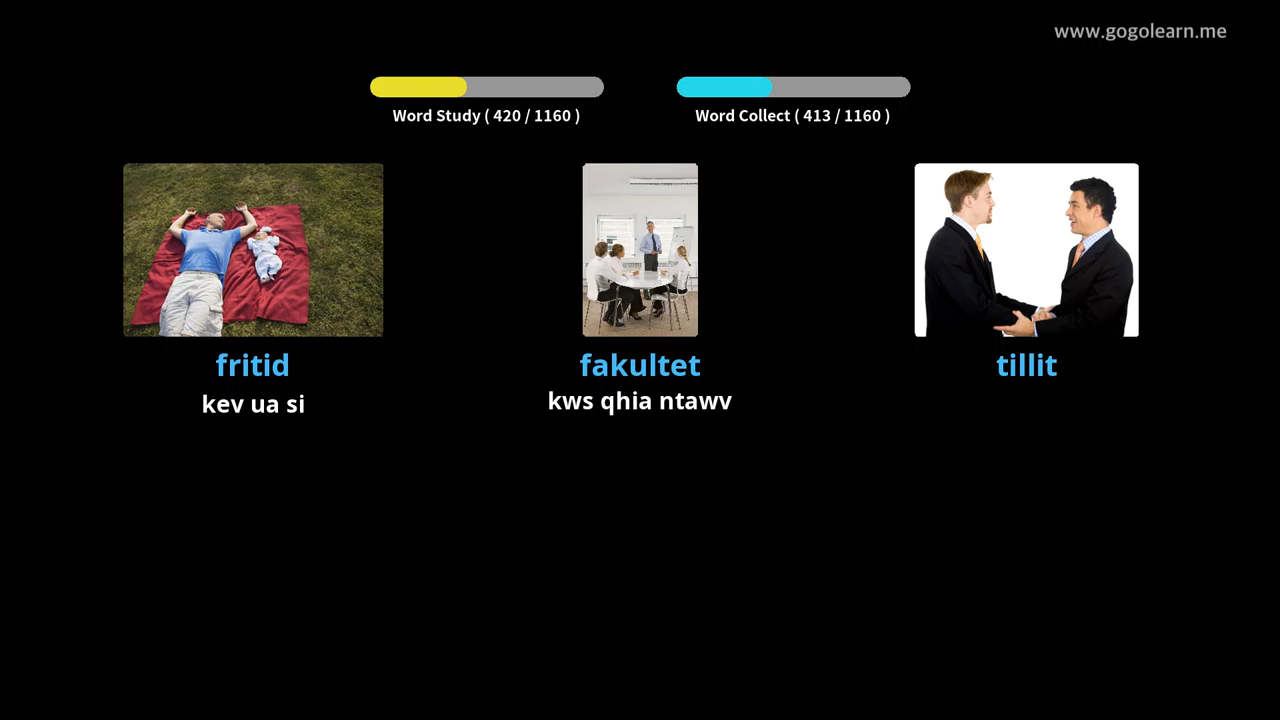 www.gogolearn.me
Word Study ( 420 / 1160 )
Word Collect ( 413 / 1160 )
fritid
kev ua si
fakultet
kws qhia ntawv
tillit